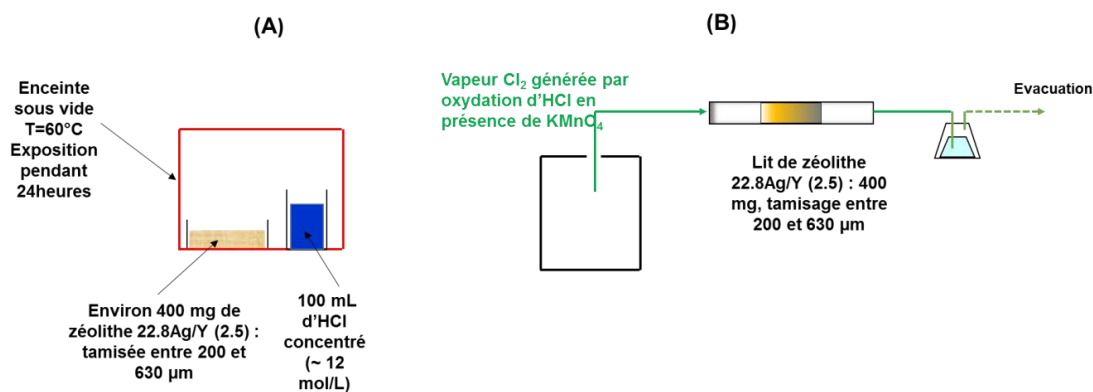 (A)
Enceinte
sous vide
T=60°C
Exposition
pendant
24heures
Environ 400 mg de
zéolithe 22.8Ag/Y (2.5) :
tamisée entre 200 et
630 µm
100 mL
d'HCl
concentré
(~ 12
mol/L)
(B)
Vapeur Cl₂ générée par
oxydation d'HCl en
présence de KMnO₄
Evacuation
Lit de zéolithe
22.8Ag/Y (2.5) : 400
mg, tamisage entre
200 et 630 µm